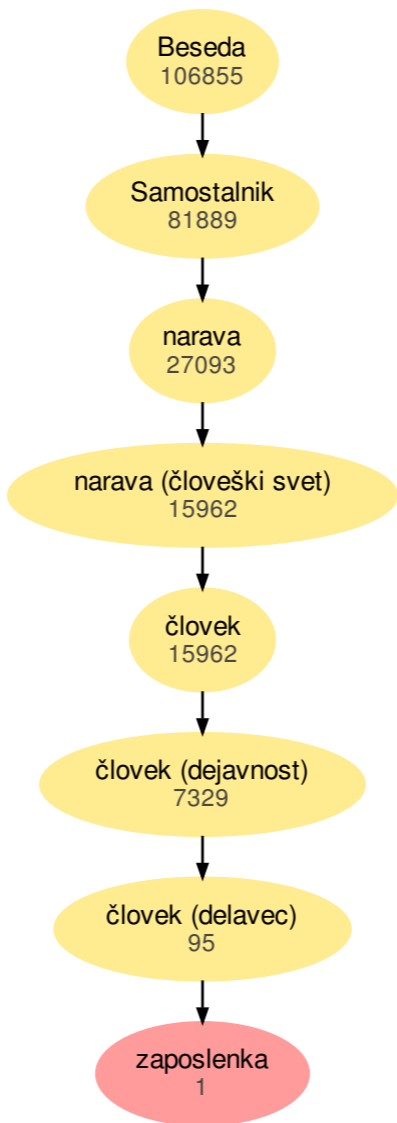 Beseda
106855
Samostalnik
81889
narava
27093
narava (človeški svet)
15962
človek
15962
človek (dejavnost)
7329
človek (delavec)
95
zaposlenka
1